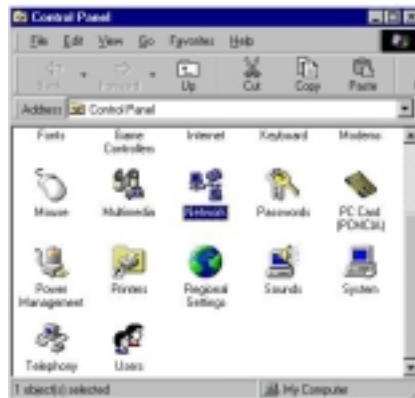 Control Panel
File Edit View Go Favorites Help
Back Forward Up Cut Copy Paste
Address Control Panel
Fonts Game Controllers Internet Keyboard Modems
Mouse Multimedia Network Passwords PC Card (PCMCIA)
Power Management Printers Regional Settings Sounds System
Telephony Users
1 object(s) selected My Computer